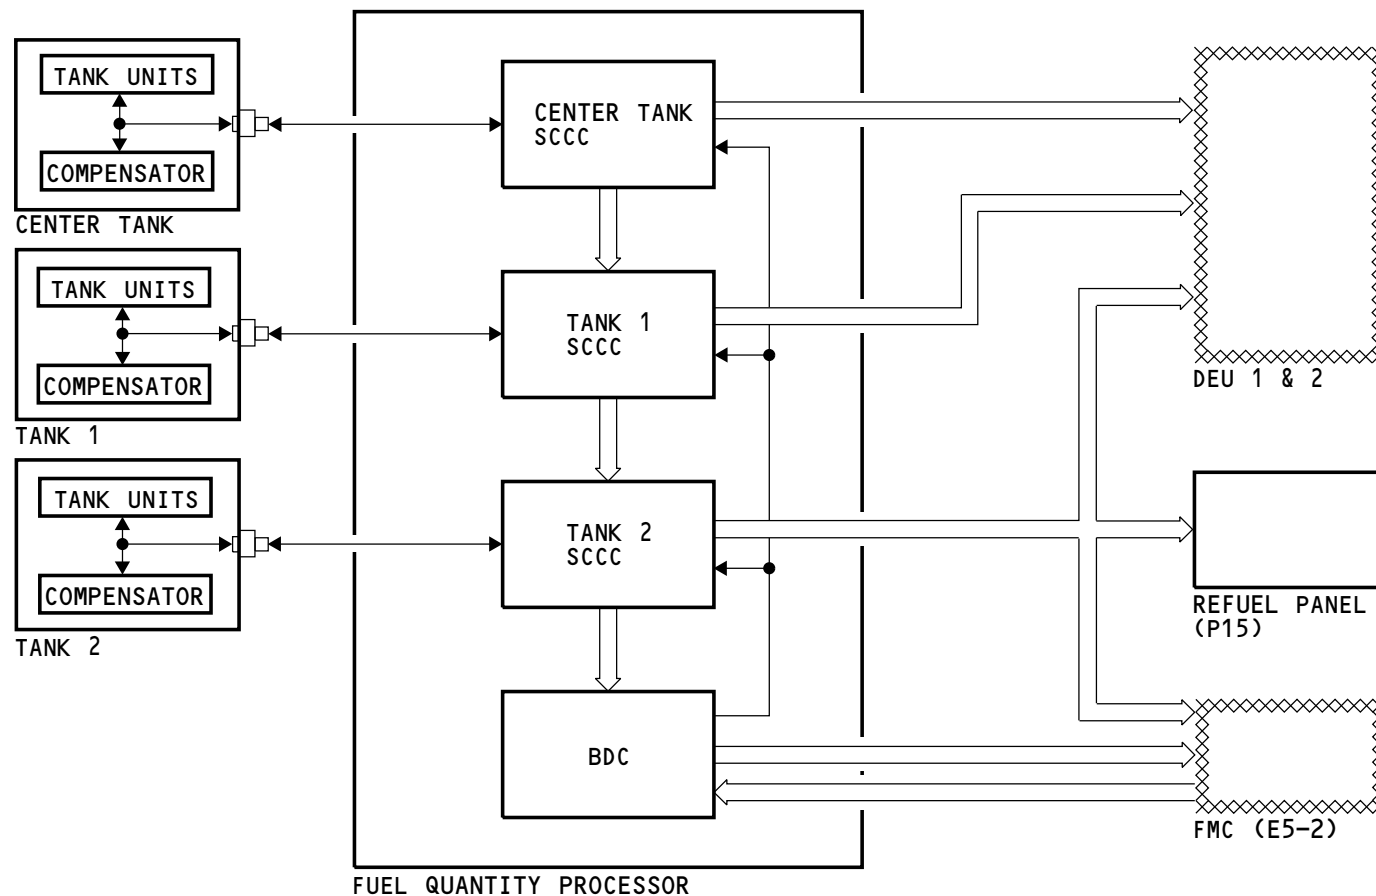 TANK UNITS
COMPENSATOR
CENTER TANK
TANK UNITS
COMPENSATOR
TANK 1
TANK UNITS
COMPENSATOR
TANK 2
CENTER TANK
SCCC
TANK 1
SCCC
TANK 2
SCCC
BDC
FUEL QUANTITY PROCESSOR
DEU 1 & 2
REFUEL PANEL
(P15)
FMC (E5-2)